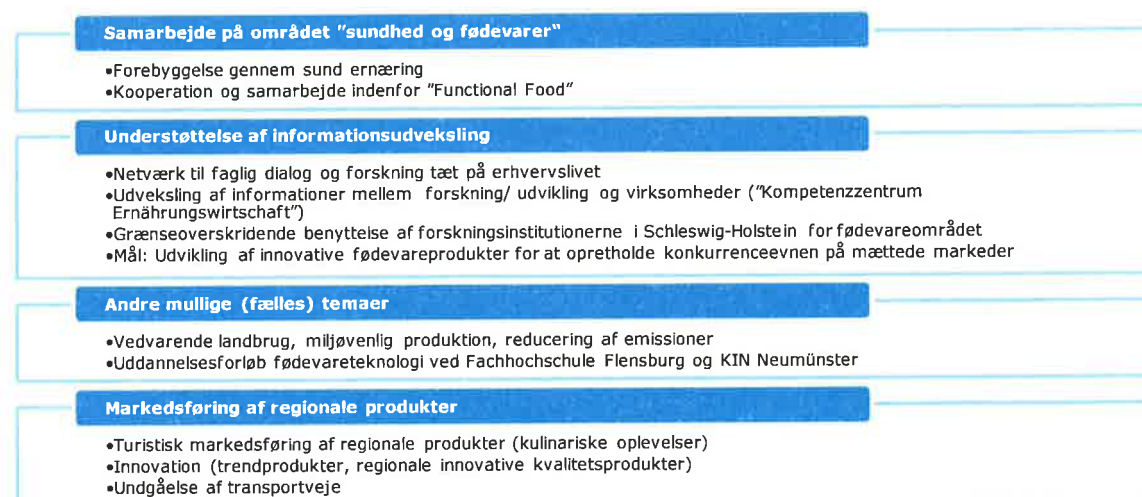 Samarbejde på området "sundhed og fødevarer"
•Forebyggelse gennem sund ernæring
•Kooperation og samarbejde indenfor "Functional Food"
Understøttelse af informationsudveksling
•Netværk til faglig dialog og forskning tæt på erhvervslivet
•Udveksling af informationer mellem forskning/ udvikling og virksomheder ("Kompetenzzentrum
Ernährungswirtschaft")
•Grænseoverskridende benyttelse af forskningsinstitutionerne i Schleswig-Holstein for fødevareområdet
•Mål: Udvikling af innovative fødevareprodukter for at opretholde konkurrenceevnen på mættede markeder
Andre mullige (fælles) temaer
•Vedvarende landbrug, miljøvenlig produktion, reducering af emissioner
•Uddannelsesforløb fødevareteknologi ved Fachhochschule Flensburg og KIN Neumünster
Markedsføring af regionale produkter
•Turistisk markedsføring af regionale produkter (kulinariske oplevelser)
•Innovation (trendprodukter, regionale innovative kvalitetsprodukter)
•Undgåelse af transportveje